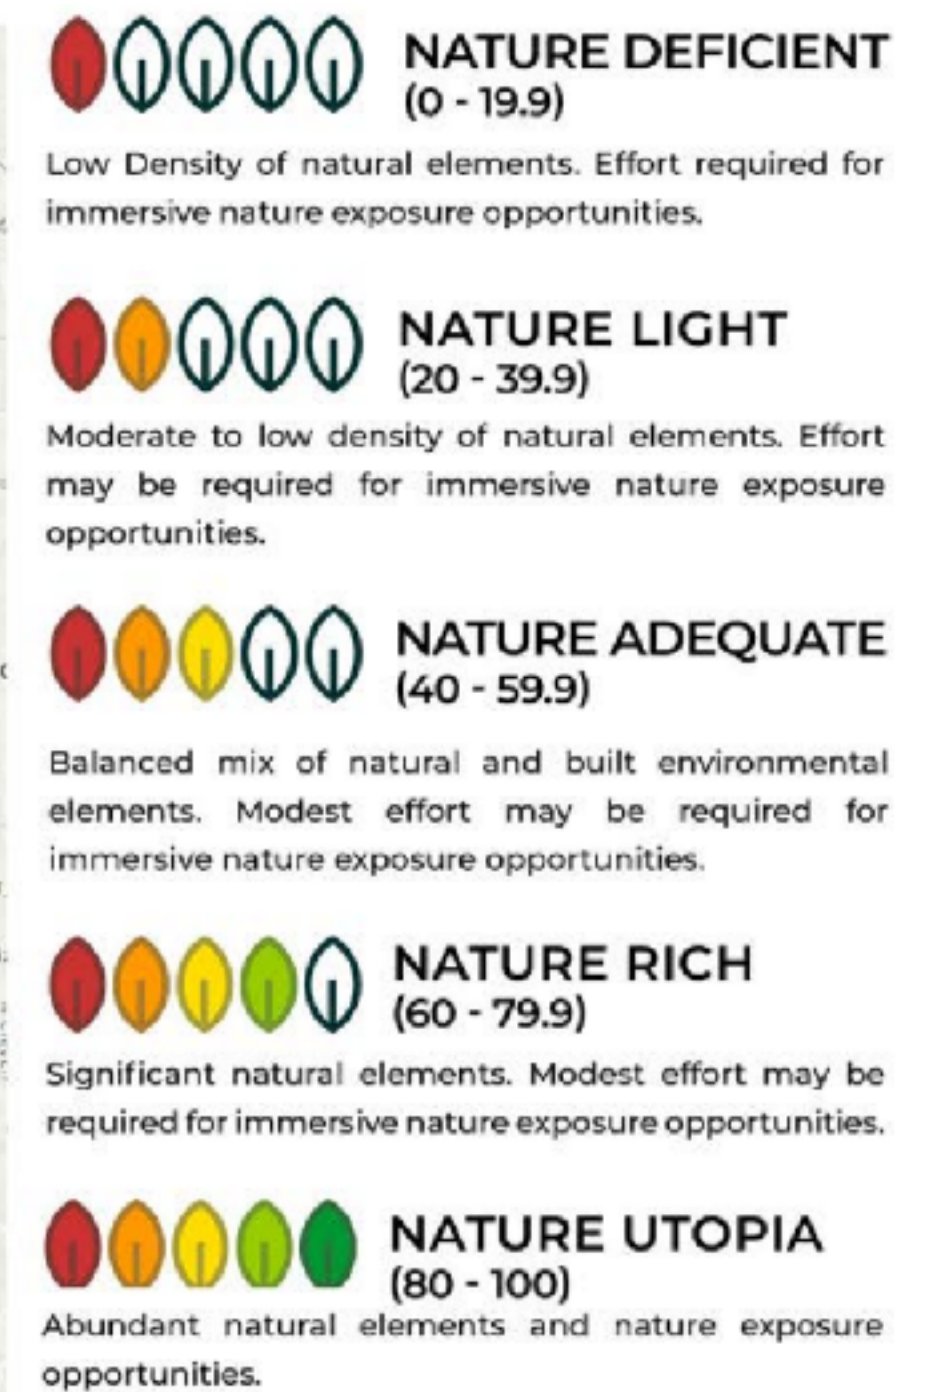 NATURE DEFICIENT
(0 - 19.9)
Low Density of natural elements. Effort required for
immersive nature exposure opportunities.
NATURE LIGHT
(20 - 39.9)
Moderate to low density of natural elements. Effort
may be required for immersive nature exposure
opportunities.
NATURE ADEQUATE
(40 - 59.9)
Balanced mix of natural and built environmental
elements. Modest effort may be required for
immersive nature exposure opportunities.
NATURE RICH
(60 - 79.9)
Significant natural elements. Modest effort may be
required for immersive nature exposure opportunities.
NATURE UTOPIA
(80 - 100)
Abundant natural elements and nature exposure
opportunities.